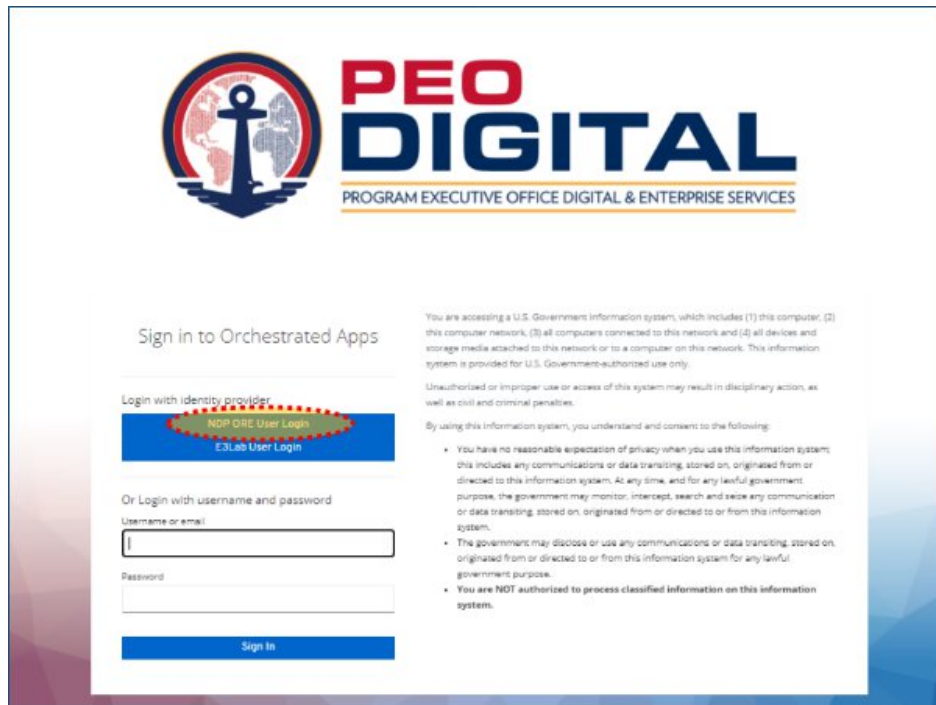 PEO
DIGITAL
PROGRAM EXECUTIVE OFFICE DIGITAL & ENTERPRISE SERVICES
Sign in to Orchestrated Apps
Login with identity provider
NDP ORE User Login
E3Lab User Login
Or Login with username and password
Username or email
Password
Sign In
You are accessing a U.S. Government information system, which includes (1) this computer, (2)
this computer network, (3) all computers connected to this network and (4) all devices and
storage media attached to this network or to a computer on this network. This information
system is provided for U.S. Government-authorized use only.
Unauthorized or improper use or access of this system may result in disciplinary action, as
well as civil and criminal penalties.
By using this information system, you understand and consent to the following:
• You have no reasonable expectation of privacy when you use this information system;
this includes any communications or data transiting, stored on, originated from or
directed to this information system. At any time, and for any lawful government
purpose, the government may monitor, intercept, search and seize any communication
or data transiting, stored on, originated from or directed to or from this information
system.
• The government may disclose or use any communications or data transiting, stored on,
originated from or directed to or from this information system for any lawful
government purpose.
• You are NOT authorized to process classified information on this information
system.